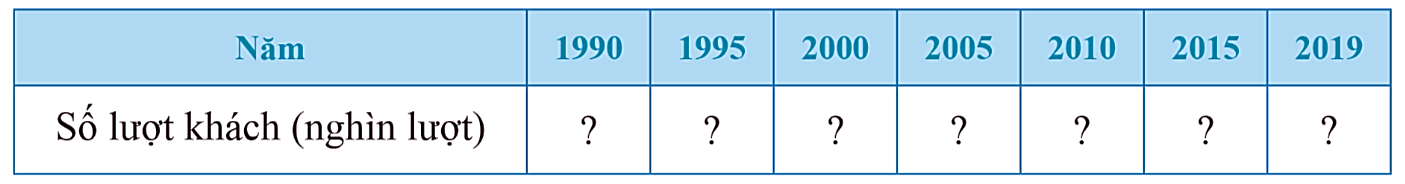 Năm 1990 1995 2000 2005 2010 2015 2019
Số lượt khách (nghìn lượt) ? ? ? ? ? ? ?